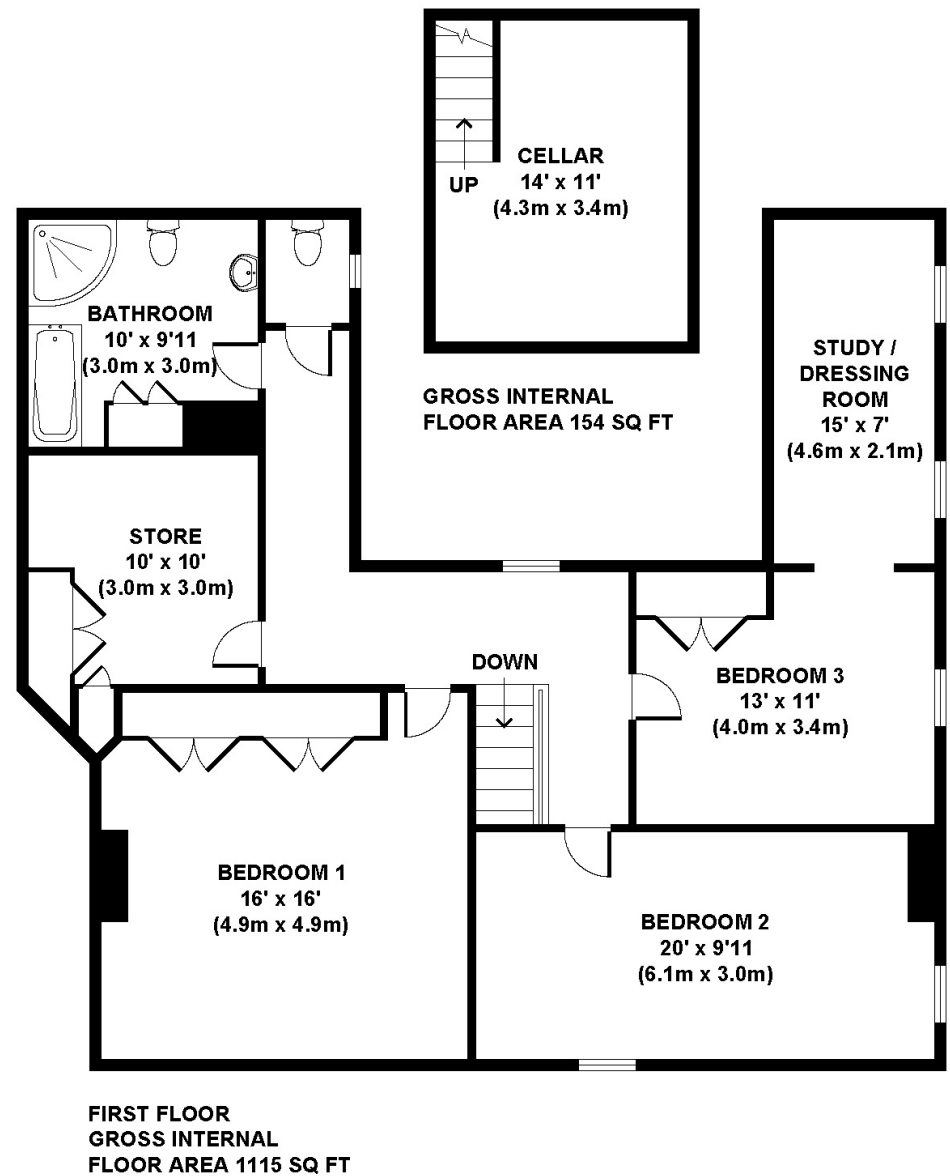 CELLAR
14' x 11'
(4.3m x 3.4m)
UP
BATHROOM
10' x 9'11
(3.0m x 3.0m)
GROSS INTERNAL
FLOOR AREA 154 SQ FT
STUDY /
DRESSING
ROOM
15' x 7'
(4.6m x 2.1m)
STORE
10' x 10'
(3.0m x 3.0m)
DOWN
BEDROOM 3
13' x 11'
(4.0m x 3.4m)
BEDROOM 1
16' x 16'
(4.9m x 4.9m)
BEDROOM 2
20' x 9'11
(6.1m x 3.0m)
FIRST FLOOR
GROSS INTERNAL
FLOOR AREA 1115 SQ FT